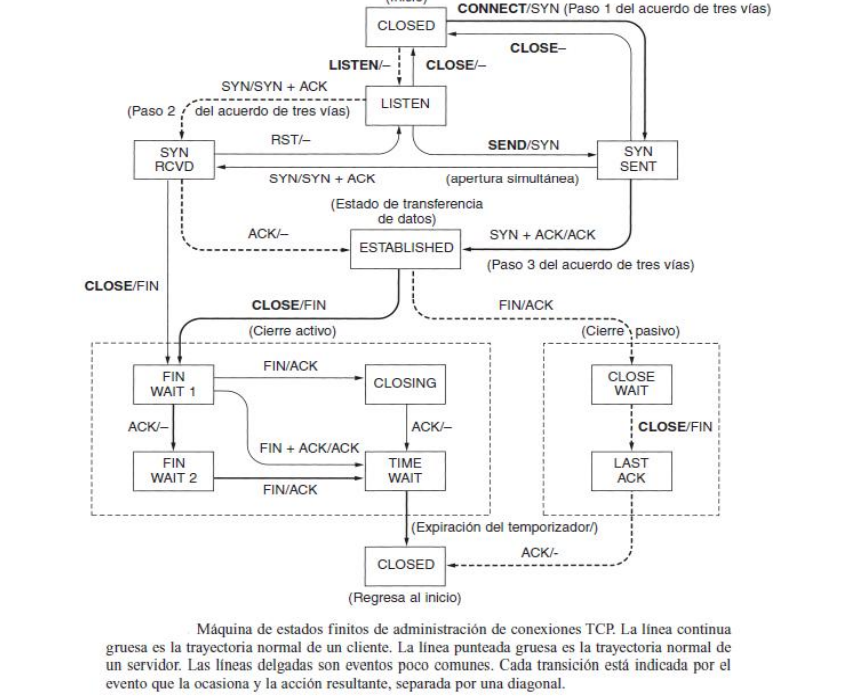 CONNECT/SYN (Paso 1 del acuerdo de tres vías)
CLOSED
CLOSE–
LISTEN/– CLOSE/–
SYN/SYN + ACK
LISTEN
(Paso 2 del acuerdo de tres vías)
RST/–
SEND/SYN
SYN
RCVD
SYN
SENT
SYN/SYN + ACK (apertura simultánea)
(Estado de transferencia
de datos)
ACK/–
SYN + ACK/ACK
ESTABLISHED
(Paso 3 del acuerdo de tres vías)
CLOSE/FIN
CLOSE/FIN
FIN/ACK
(Cierre activo)
(Cierre pasivo)
FIN/ACK
FIN
WAIT 1
CLOSING
CLOSE
WAIT
ACK/–
ACK/–
CLOSE/FIN
FIN + ACK/ACK
FIN
WAIT 2
TIME
WAIT
LAST
ACK
FIN/ACK
(Expiración del temporizador/)
ACK/-
CLOSED
(Regresa al inicio)
Máquina de estados finitos de administración de conexiones TCP. La línea continua
gruesa es la trayectoria normal de un cliente. La línea punteada gruesa es la trayectoria normal de
un servidor. Las líneas delgadas son eventos poco comunes. Cada transición está indicada por el
evento que la ocasiona y la acción resultante, separada por una diagonal.